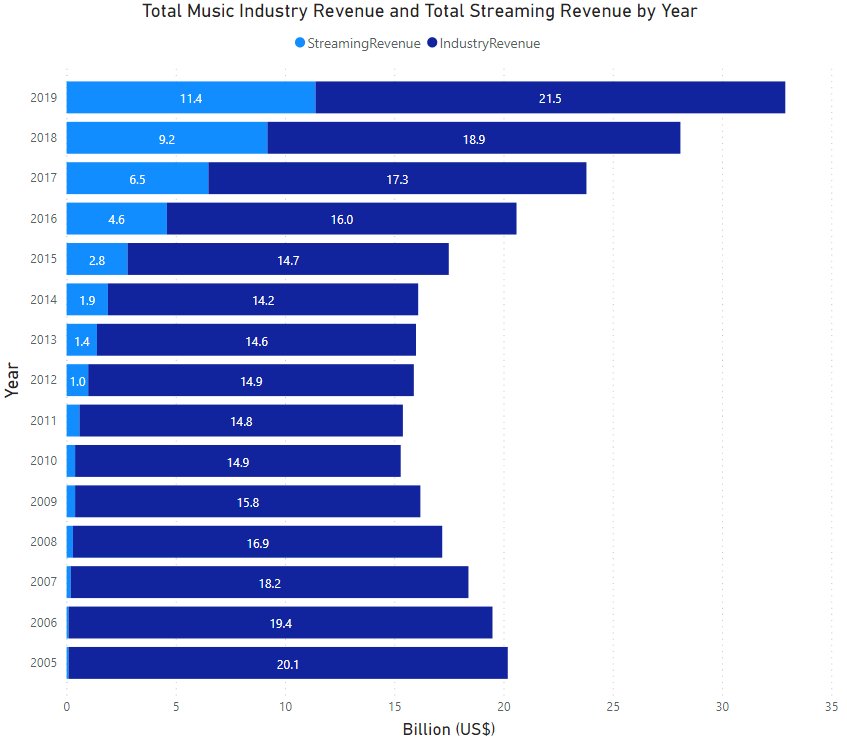 Total Music Industry Revenue and Total Streaming Revenue by Year
StreamingRevenue IndustryRevenue
2019 11.4 21.5
2018 9.2 18.9
2017 6.5 17.3
2016 4.6 16.0
2015 2.8 14.7
2014 1.9 14.2
2013 1.4 14.6
2012 1.0 14.9
2011 14.8
2010 14.9
2009 15.8
2008 16.9
2007 18.2
2006 19.4
2005 20.1
Year
0 5 10 15 20 25 30 35
Billion (US$)